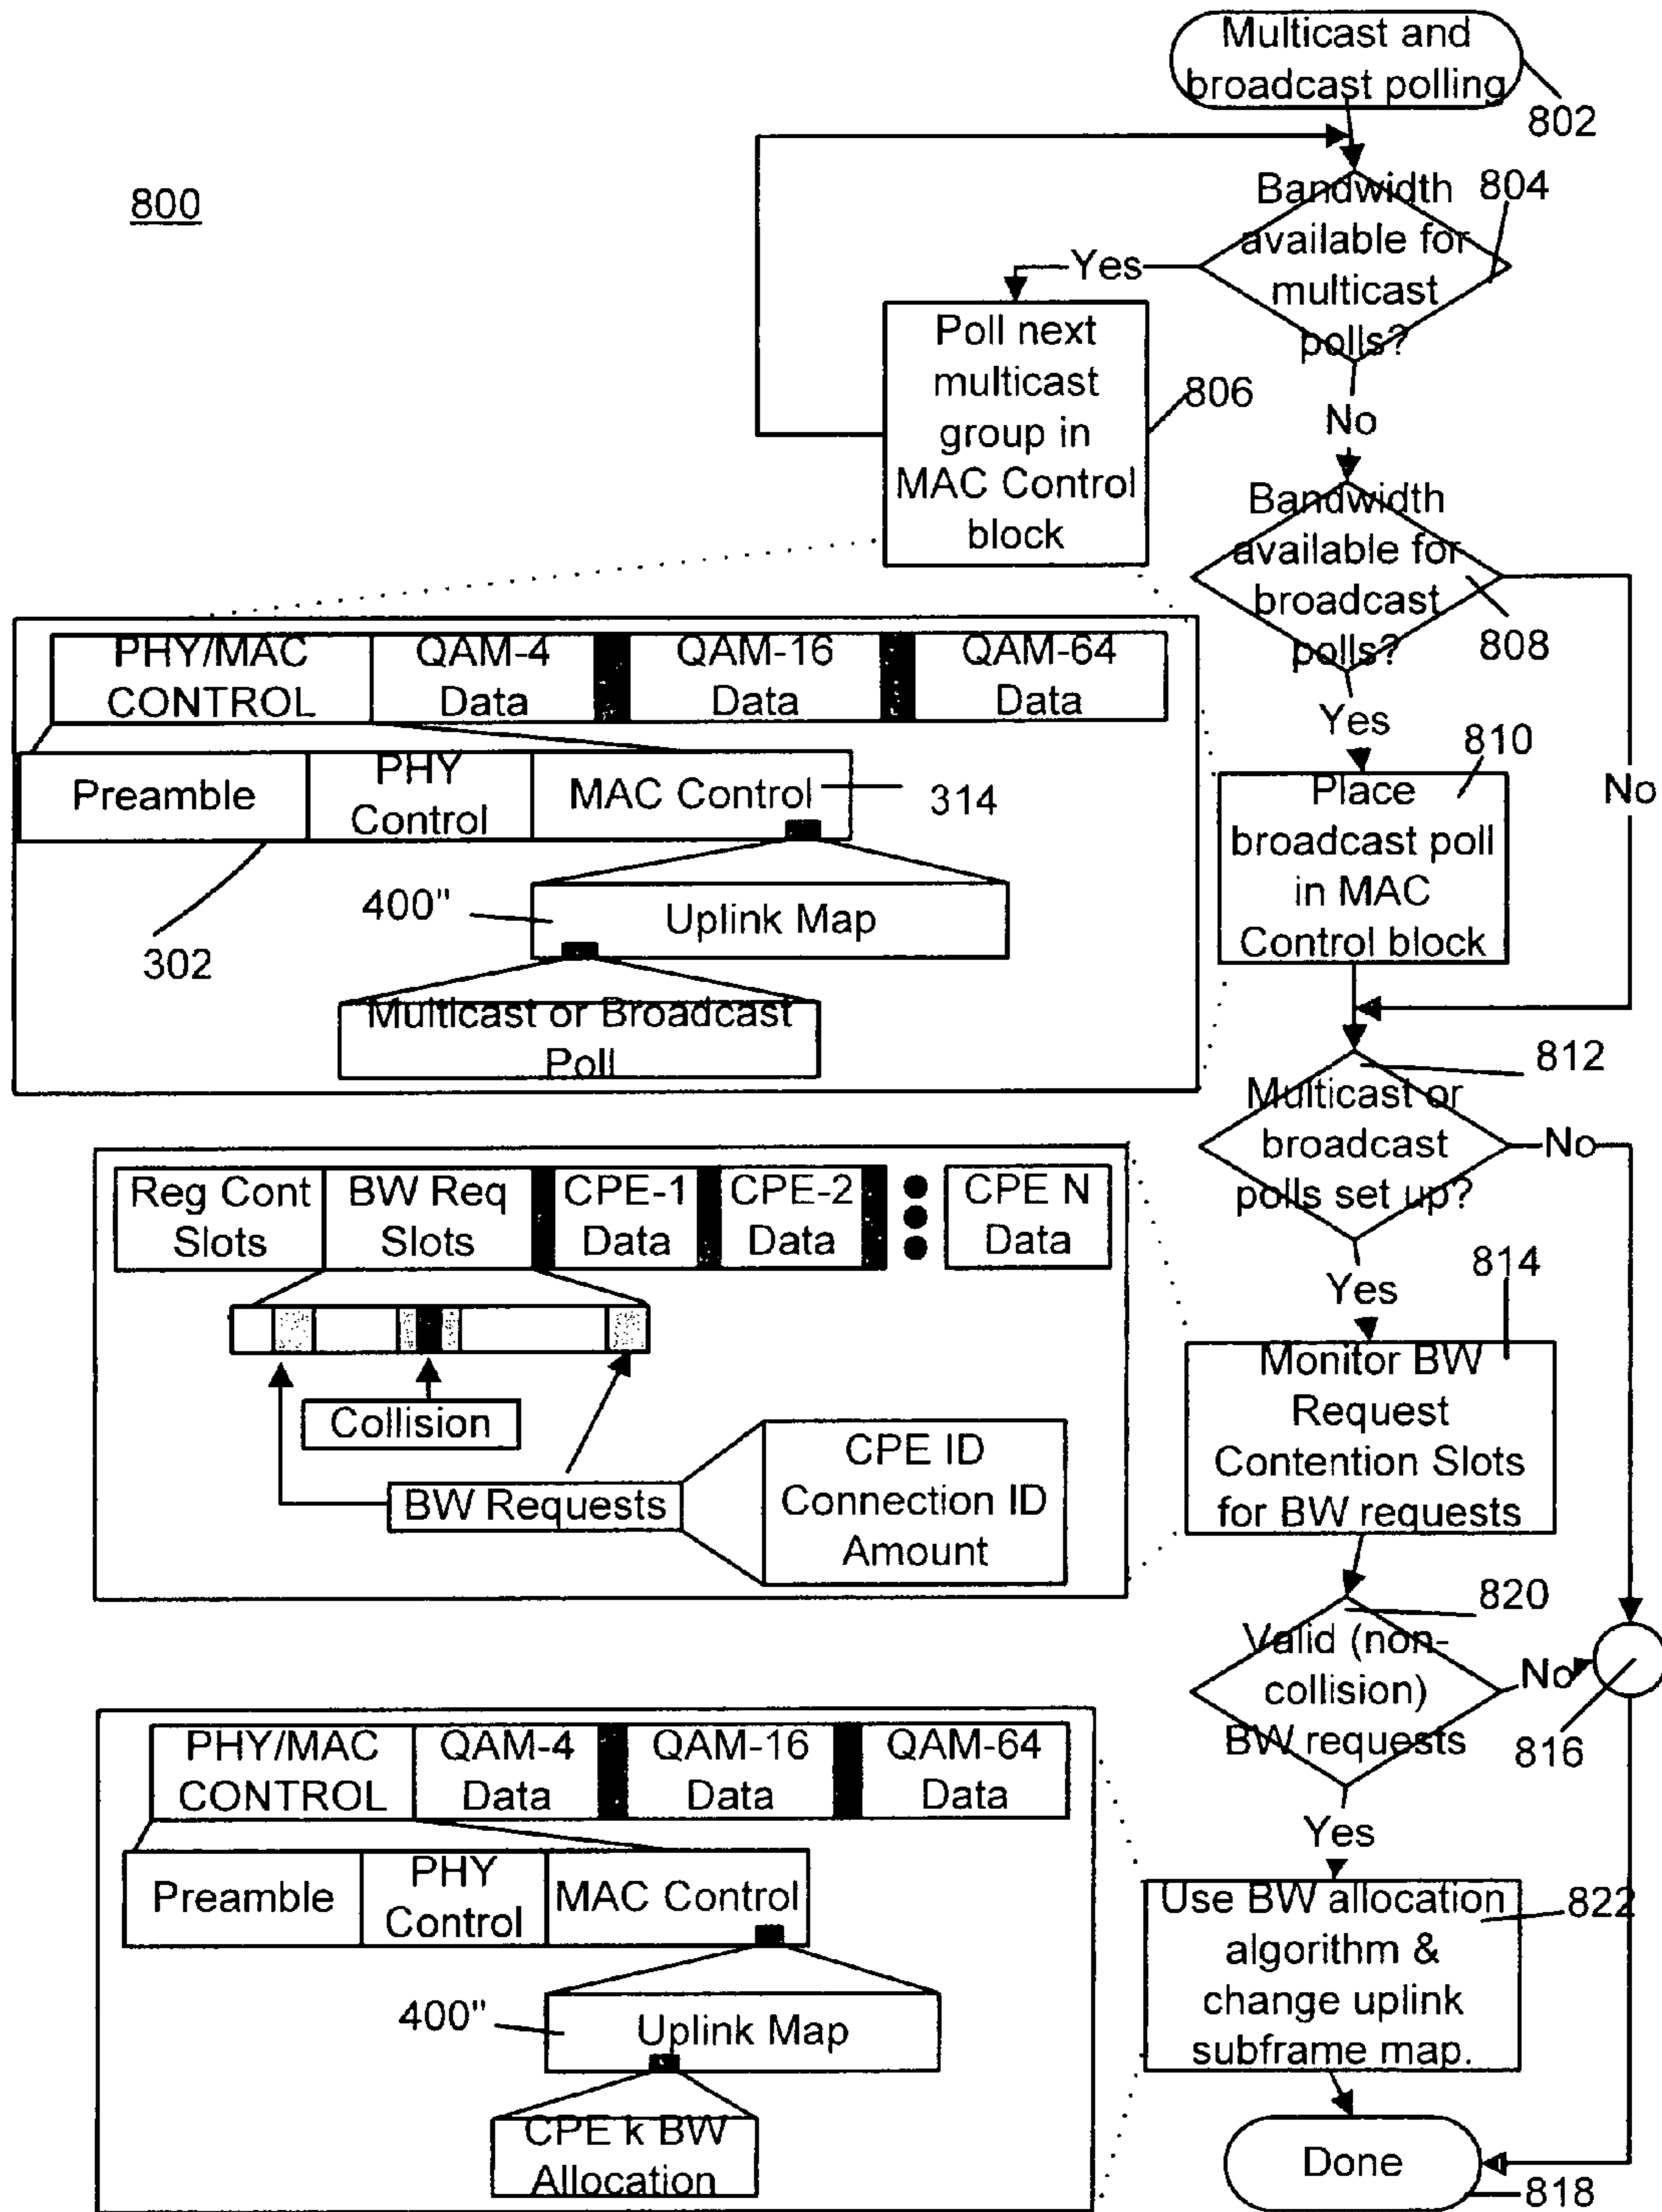 Multicast and
broadcast polling
802
800
Bandwidth
available for
multicast
polls?
804
Yes
No
Poll next
multicast
group in
MAC Control
block
806
Bandwidth
available for
broadcast
polls?
808
Yes
No
PHY/MAC
CONTROL
QAM-4
Data
QAM-16
Data
QAM-64
Data
Preamble
PHY
Control
MAC Control
314
302
400"
Uplink Map
Multicast or Broadcast
Poll
810
Place
broadcast poll
in MAC
Control block
812
Multicast or
broadcast
polls set up?
No
Yes
Reg Cont
Slots
BW Req
Slots
CPE-1
Data
CPE-2
Data
CPE N
Data
Collision
BW Requests
CPE ID
Connection ID
Amount
814
Monitor BW
Request
Contention Slots
for BW requests
820
Valid (non-
collision)
BW requests
No
816
Yes
PHY/MAC
CONTROL
QAM-4
Data
QAM-16
Data
QAM-64
Data
Preamble
PHY
Control
MAC Control
400"
Uplink Map
CPE k BW
Allocation
Use BW allocation
algorithm &
change uplink
subframe map.
822
Done
818